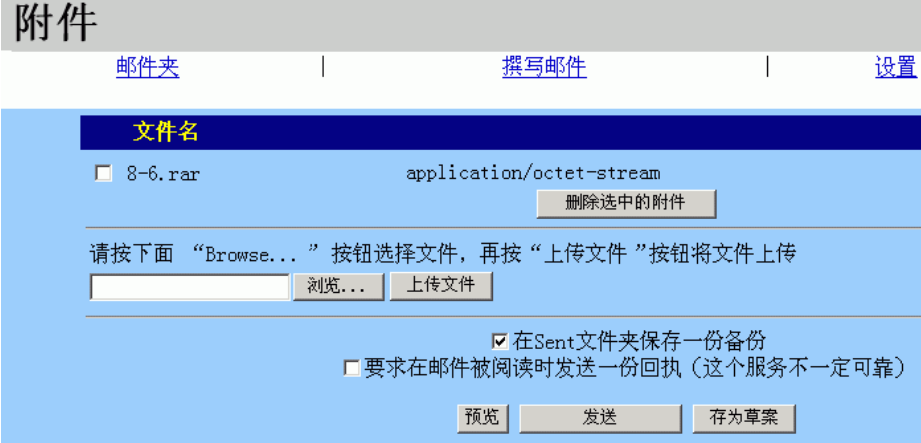 附件
邮件夹 | 撰写邮件 | 设置
文件名
8-6.rar application/octet-stream
删除选中的附件
请按下面 “Browse... ”按钮选择文件，再按“上传文件 ”按钮将文件上传
浏览... 上传文件
在Sent文件夹保存一份备份
要求在邮件被阅读时发送一份回执（这个服务不一定可靠）
预览 发送 存为草案